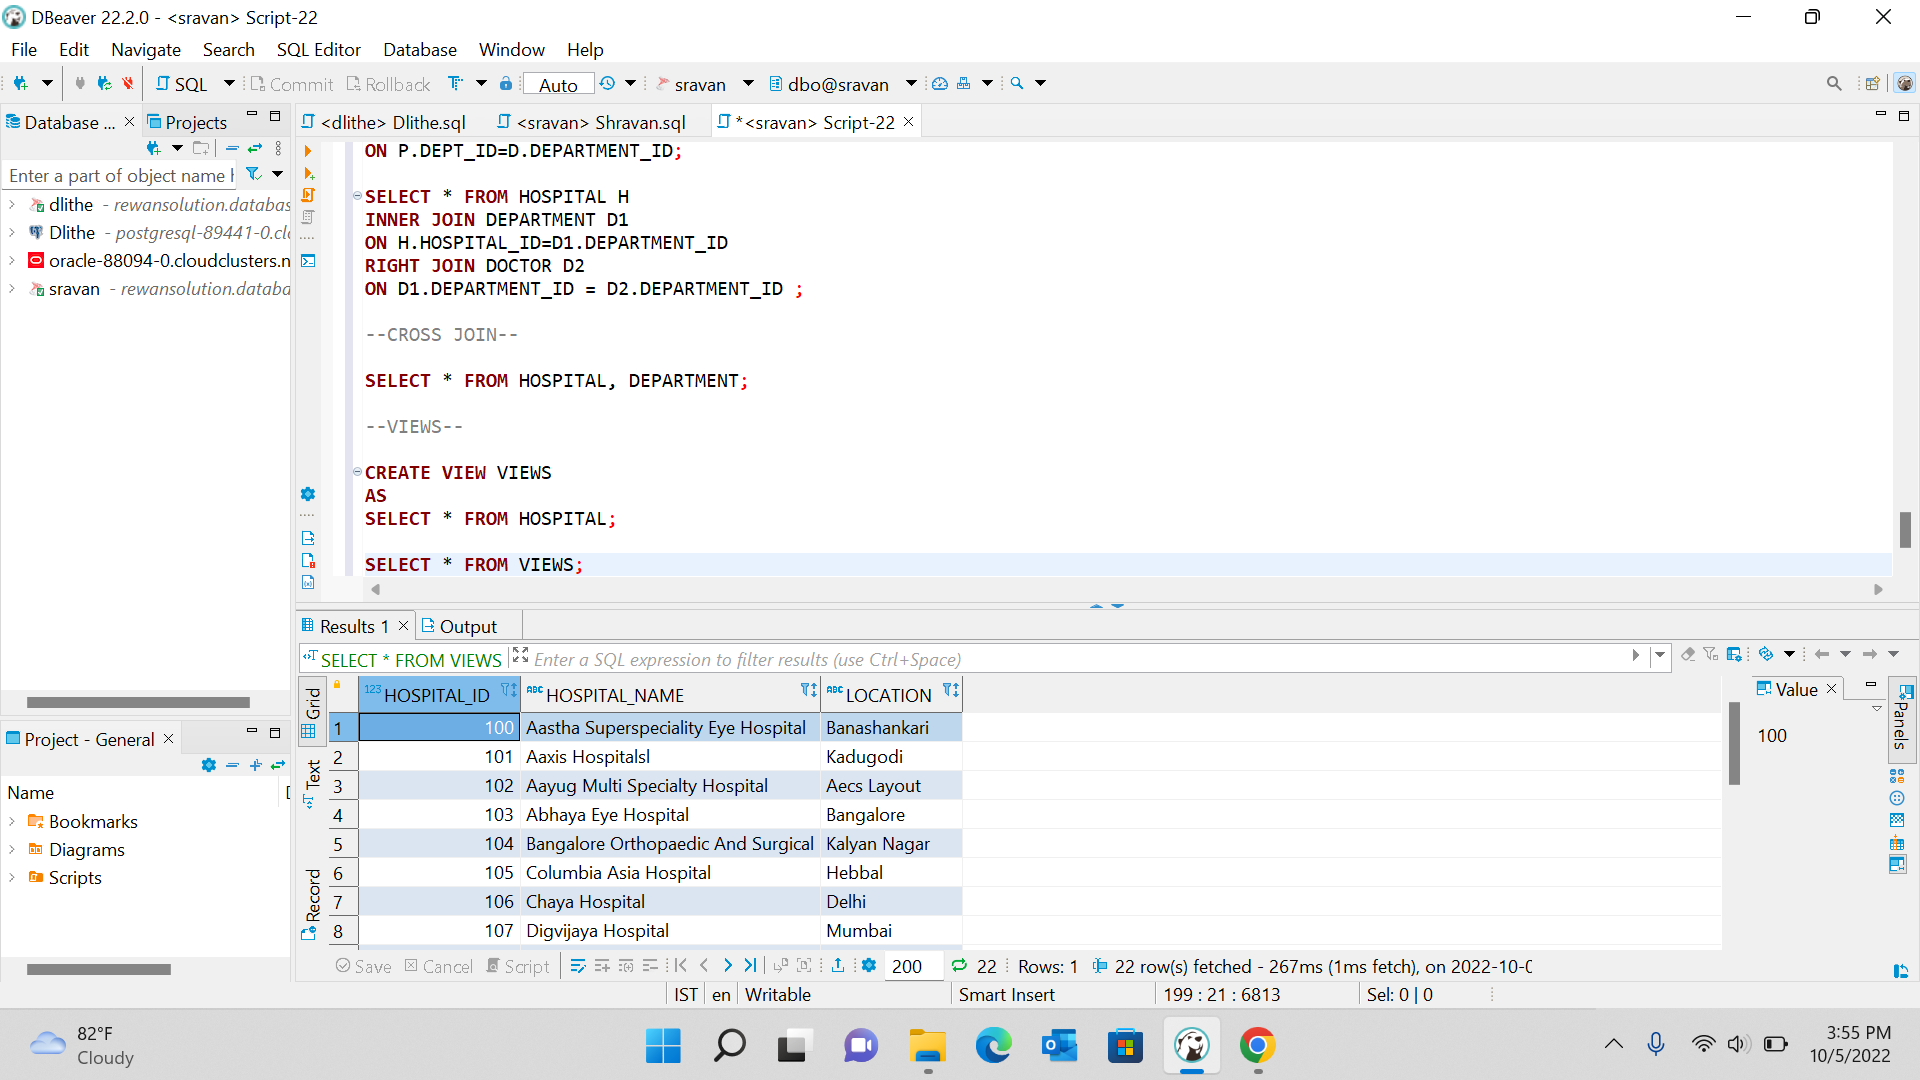 DBeaver 22.2.0 - <sravan> Script-22
File Edit Navigate Search SQL Editor Database Window Help
SQL Commit Rollback Auto sravan dbo@sravan
Database ... Projects
<dlithe> Dlithe.sql <sravan> Shravan.sql *<sravan> Script-22
Enter a part of object name h
dlithe - rewansolution.databas
Dlithe - postgresql-89441-0.clo
oracle-88094-0.cloudclusters.n
sravan - rewansolution.databa
ON P.DEPT_ID=D.DEPARTMENT_ID;
SELECT * FROM HOSPITAL H
INNER JOIN DEPARTMENT D1
ON H.HOSPITAL_ID=D1.DEPARTMENT_ID
RIGHT JOIN DOCTOR D2
ON D1.DEPARTMENT_ID = D2.DEPARTMENT_ID ;
--CROSS JOIN--
SELECT * FROM HOSPITAL, DEPARTMENT;
--VIEWS--
CREATE VIEW VIEWS
AS
SELECT * FROM HOSPITAL;
SELECT * FROM VIEWS;
Results 1 Output
SELECT * FROM VIEWS Enter a SQL expression to filter results (use Ctrl+Space)
Grid
Text
Record
123 HOSPITAL_ID ABC HOSPITAL_NAME ABC LOCATION
1 100 Aastha Superspeciality Eye Hospital Banashankari
2 101 Aaxis Hospitalsl Kadugodi
3 102 Aayug Multi Specialty Hospital Aecs Layout
4 103 Abhaya Eye Hospital Bangalore
5 104 Bangalore Orthopaedic And Surgical Kalyan Nagar
6 105 Columbia Asia Hospital Hebbal
7 106 Chaya Hospital Delhi
8 107 Digvijaya Hospital Mumbai
Value
100
Panels
Project - General
Name
Bookmarks
Diagrams
Scripts
Save Cancel Script 200 22 Rows: 1 22 row(s) fetched - 267ms (1ms fetch), on 2022-10-0
IST en Writable Smart Insert 199 : 21 : 6813 Sel: 0 | 0
82°F
Cloudy
3:55 PM
10/5/2022